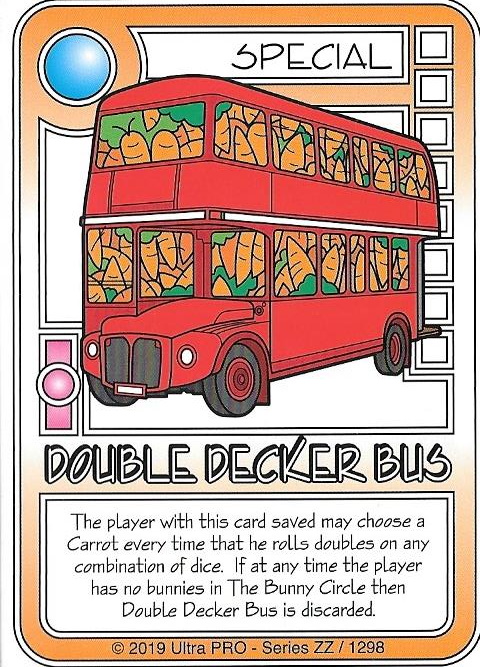 SPECIAL
DOUBLE DECKER BUS
The player with this card saved may choose a
Carrot every time that he rolls doubles on any
combination of dice. If at any time the player
has no bunnies in The Bunny Circle then
Double Decker Bus is discarded.
© 2019 Ultra PRO - Series ZZ / 1298